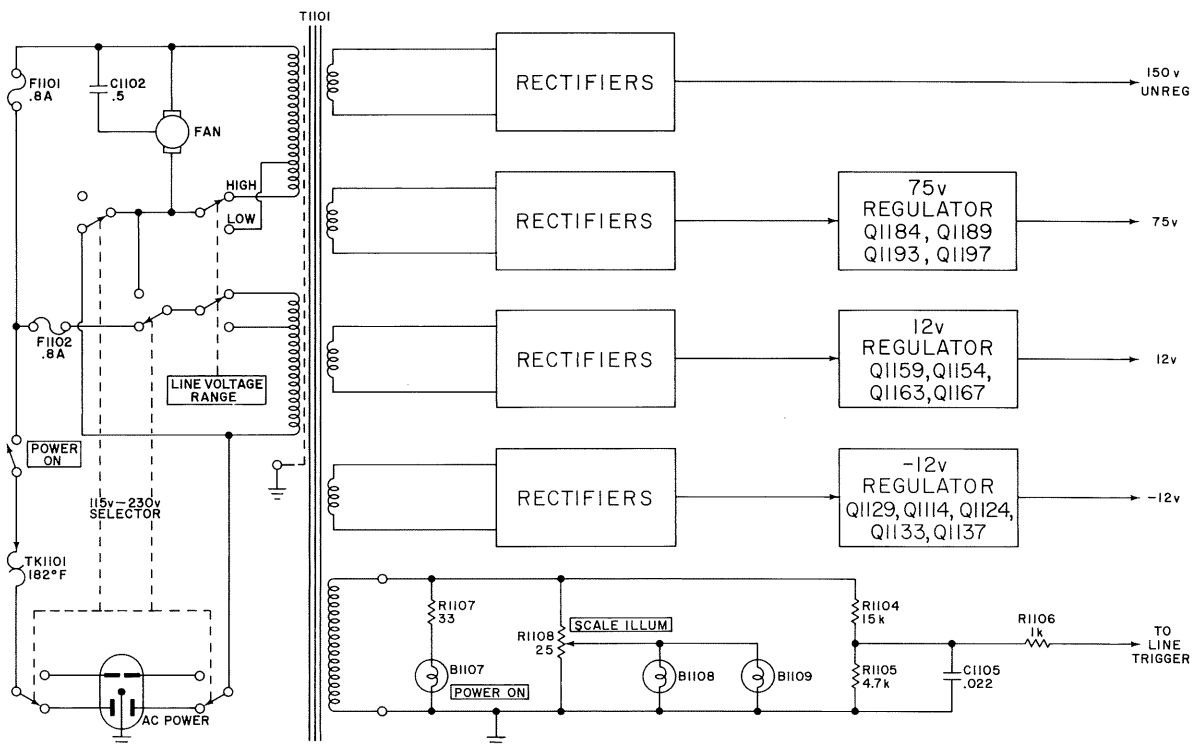 T1101
F1101
.8A
C1102
.5
FAN
HIGH
LOW
F1102
.8A
LINE VOLTAGE
RANGE
POWER
ON
115v–230v
SELECTOR
TK1101
182°F
AC POWER
RECTIFIERS
150v
UNREG
RECTIFIERS
75v
REGULATOR
Q1184, Q1189
Q1193, Q1197
75v
RECTIFIERS
12v
REGULATOR
Q1159, Q1154,
Q1163, Q1167
12v
RECTIFIERS
-12v
REGULATOR
Q1129, Q1114, Q1124,
Q1133, Q1137
-12v
R1107
33
B1107
POWER ON
R1108
25
SCALE ILLUM
B1108
B1109
R1104
15k
R1105
4.7k
C1105
.022
R1106
1k
TO
LINE
TRIGGER